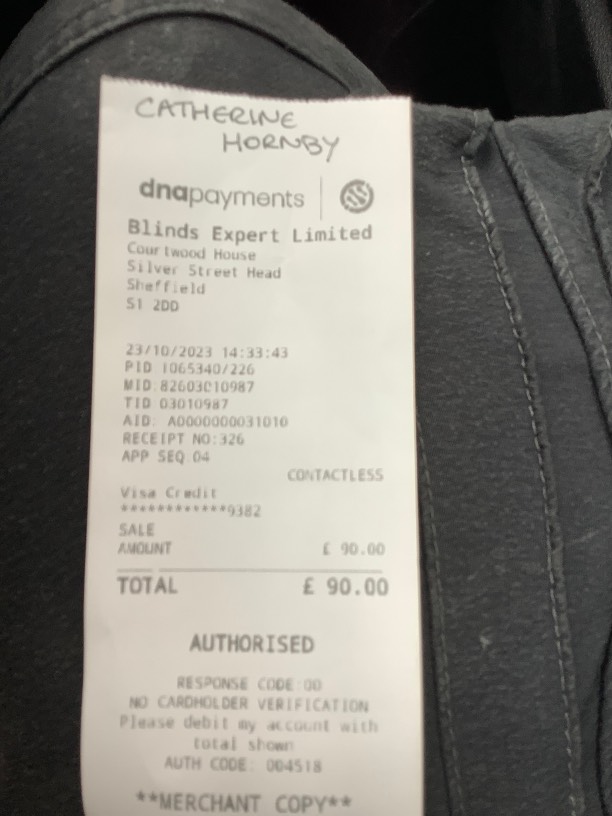 CATHERINE
HORNBY
dnapayments
Blinds Expert Limited
Courtwood House
Silver Street Head
Sheffield
S1 2DD
23/10/2023 14:33:43
PID 1065340/226
MID:82603010987
TID 03010987
AID: A0000000031010
RECEIPT NO:326
APP SEQ.04
CONTACTLESS
Visa Credit
************9382
SALE
AMOUNT £ 90.00
TOTAL £ 90.00
AUTHORISED
RESPONSE CODE:00
NO CARDHOLDER VERIFICATION
Please debit my account with
total shown
AUTH CODE: 004518
**MERCHANT COPY**